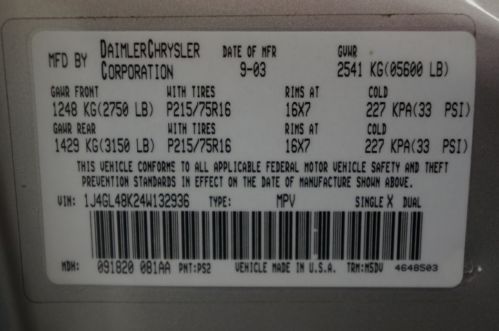 MFD BY DAIMLERCHRYSLER CORPORATION DATE OF MFR 9-03 GVWR 2541 KG(05600 LB)
GAWR FRONT WITH TIRES RIMS AT COLD
1248 KG(2750 LB) P215/75R16 16X7 227 KPA(33 PSI)
GAWR REAR WITH TIRES RIMS AT COLD
1429 KG(3150 LB) P215/75R16 16X7 227 KPA(33 PSI)
THIS VEHICLE CONFORMS TO ALL APPLICABLE FEDERAL MOTOR VEHICLE SAFETY AND THEFT
PREVENTION STANDARDS IN EFFECT ON THE DATE OF MANUFACTURE SHOWN ABOVE.
VIN: 1J4GL48K24W132936 TYPE: MPV SINGLE X DUAL
MDH: 091820 081AA PNT:PS2 VEHICLE MADE IN U.S.A. TRM:M5DV 4648503